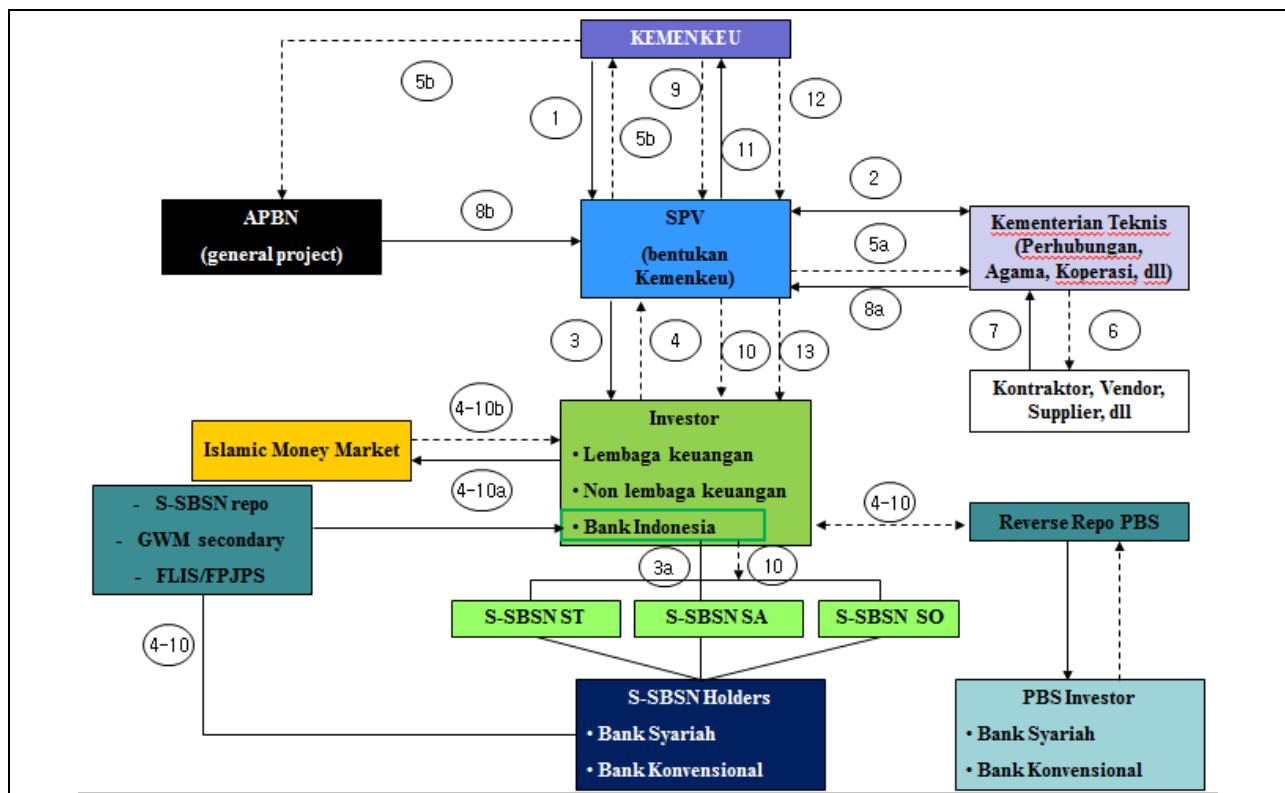 KEMENKEU
5b
9
12
1
5b
11
2
APBN
(general project)
8b
SPV
(bentukan
Kemenkeu)
5a
Kementerian Teknis
(Perhubungan,
Agama, Koperasi, dll)
8a
3
4
10
13
7
6
Kontraktor, Vendor,
Supplier, dll
4-10b
Islamic Money Market
4-10a
Investor
• Lembaga keuangan
• Non lembaga keuangan
• Bank Indonesia
- S-SBSN repo
- GWM secondary
- FLIS/FPJPS
4-10
Reverse Repo PBS
3a
10
S-SBSN ST
S-SBSN SA
S-SBSN SO
4-10
S-SBSN Holders
• Bank Syariah
• Bank Konvensional
PBS Investor
• Bank Syariah
• Bank Konvensional